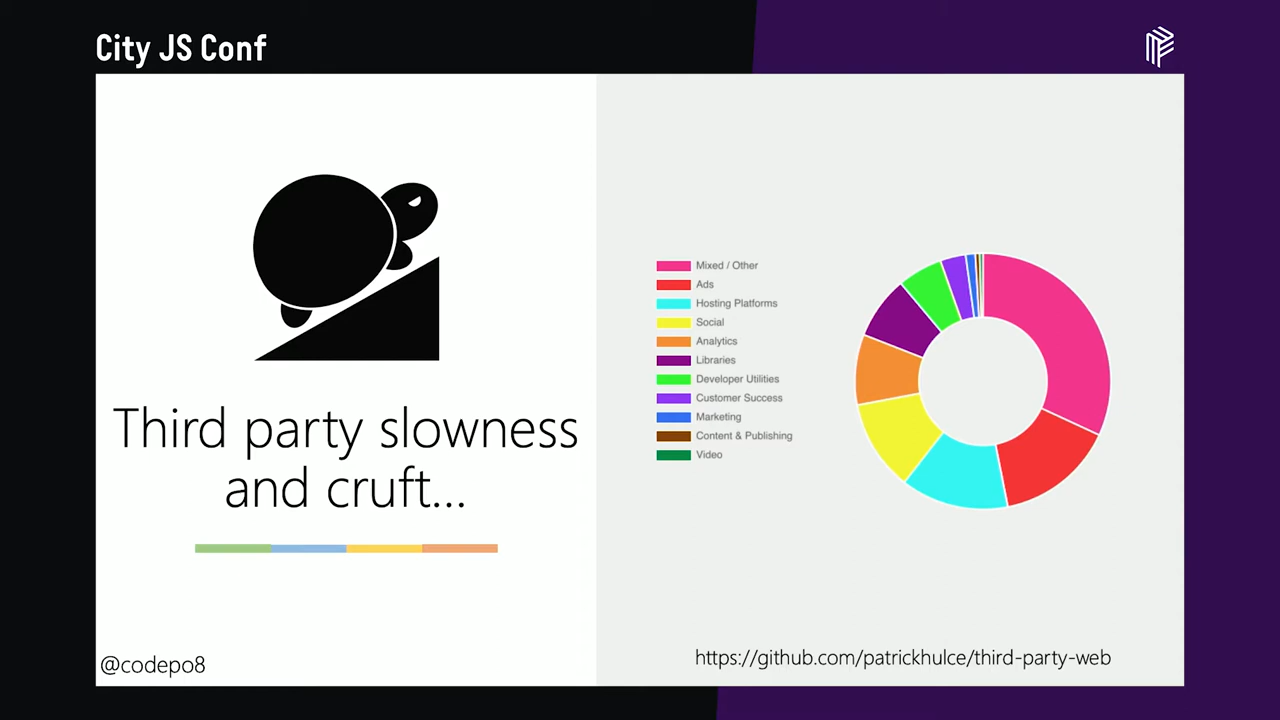 City JS Conf
Third party slowness
and cruft...
@codepo8
Mixed / Other
Ads
Hosting Platforms
Social
Analytics
Libraries
Developer Utilities
Customer Success
Marketing
Content & Publishing
Video
https://github.com/patrickhulce/third-party-web